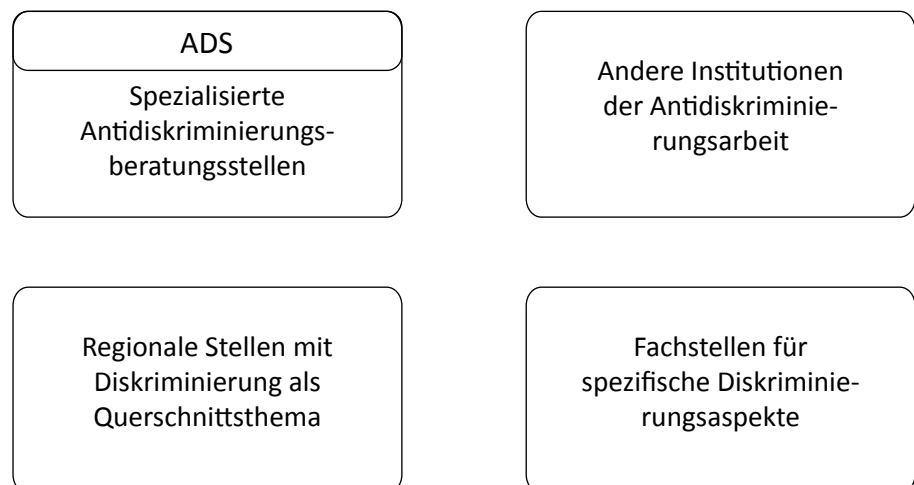 ADS
Spezialisierte
Antidiskriminierungs-
beratungsstellen
Andere Institutionen
der Antidiskriminie-
rungsarbeit
Regionale Stellen mit
Diskriminierung als
Querschnittsthema
Fachstellen für
spezifische Diskriminie-
rungsaspekte